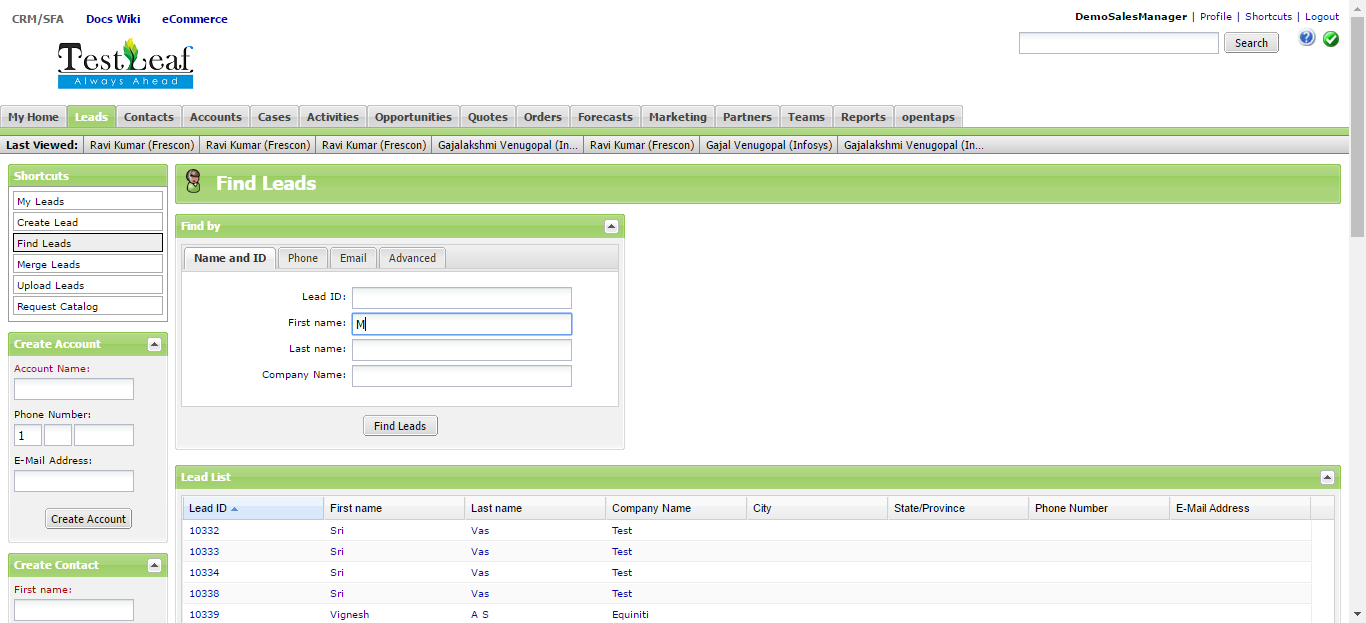 CRM/SFA Docs Wiki eCommerce
DemoSalesManager | Profile | Shortcuts | Logout
TestLeaf
Always Ahead
Search
My Home Leads Contacts Accounts Cases Activities Opportunities Quotes Orders Forecasts Marketing Partners Teams Reports opentaps
Last Viewed: Ravi Kumar (Frescon) Ravi Kumar (Frescon) Ravi Kumar (Frescon) Gajalakshmi Venugopal (In... Ravi Kumar (Frescon) Gajal Venugopal (Infosys) Gajalakshmi Venugopal (In...
Shortcuts
My Leads
Create Lead
Find Leads
Merge Leads
Upload Leads
Request Catalog
Create Account
Account Name:
Phone Number:
1
E-Mail Address:
Create Account
Create Contact
First name:
Find Leads
Find by
Name and ID Phone Email Advanced
Lead ID:
First name: M
Last name:
Company Name:
Find Leads
Lead List
Lead ID First name Last name Company Name City State/Province Phone Number E-Mail Address
10332 Sri Vas Test
10333 Sri Vas Test
10334 Sri Vas Test
10338 Sri Vas Test
10339 Vignesh A S Equiniti